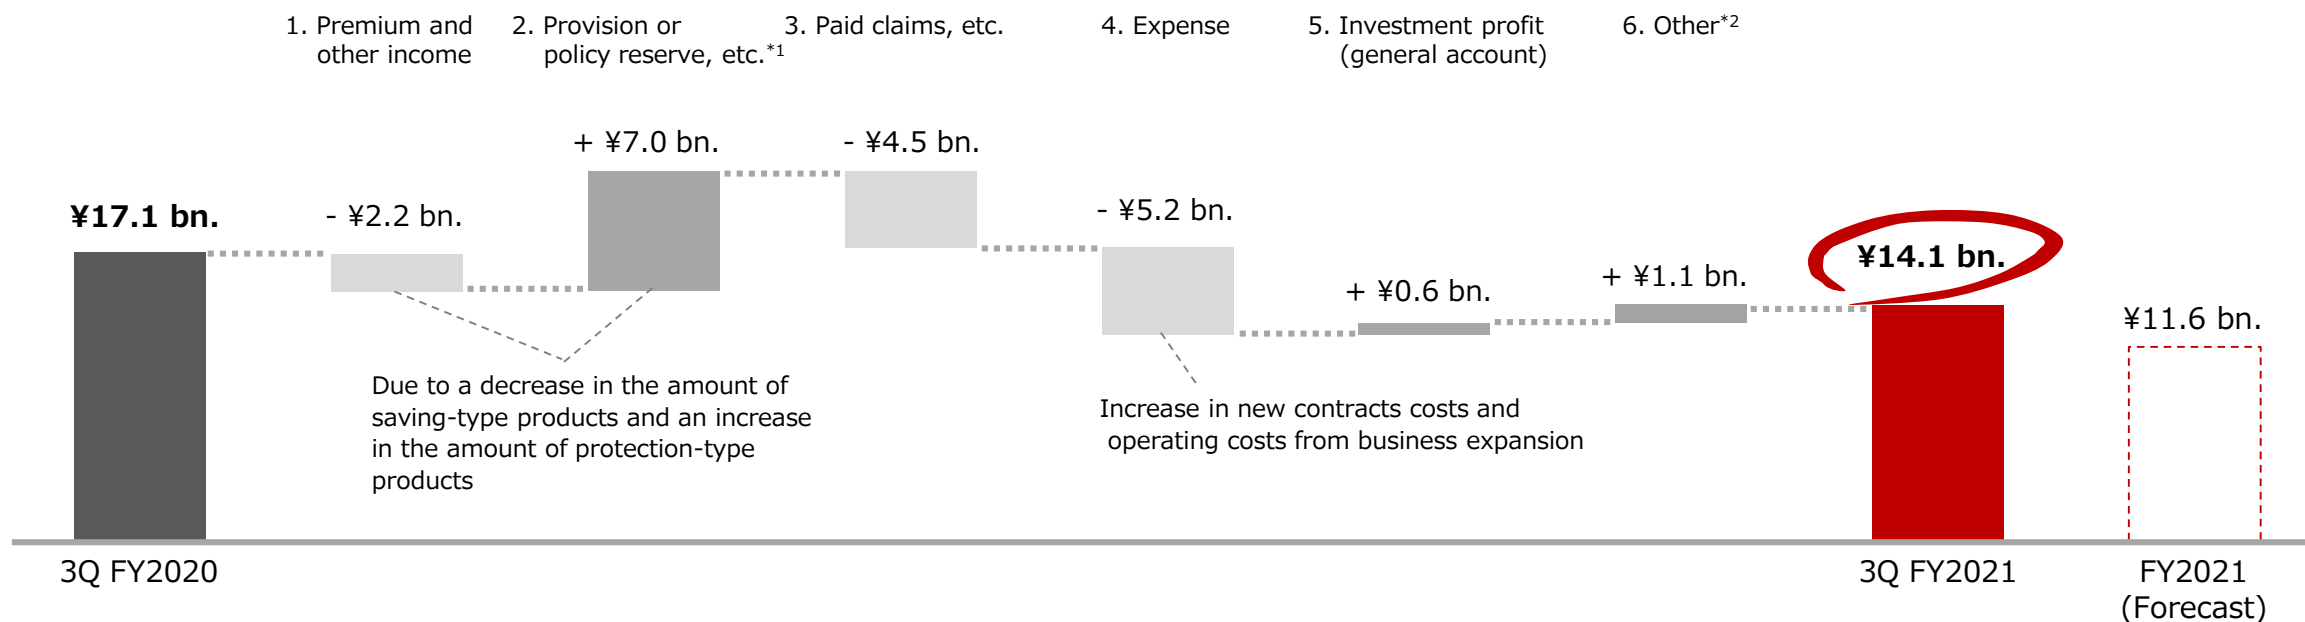 1. Premium and
other income
2. Provision or
policy reserve, etc.*1
3. Paid claims, etc.
4. Expense
5. Investment profit
(general account)
6. Other*2
¥17.1 bn.
- ¥2.2 bn.
+ ¥7.0 bn.
- ¥4.5 bn.
- ¥5.2 bn.
+ ¥0.6 bn.
+ ¥1.1 bn.
¥14.1 bn.
¥11.6 bn.
Due to a decrease in the amount of
saving-type products and an increase
in the amount of protection-type
products
Increase in new contracts costs and
operating costs from business expansion
3Q FY2020
3Q FY2021
FY2021
(Forecast)